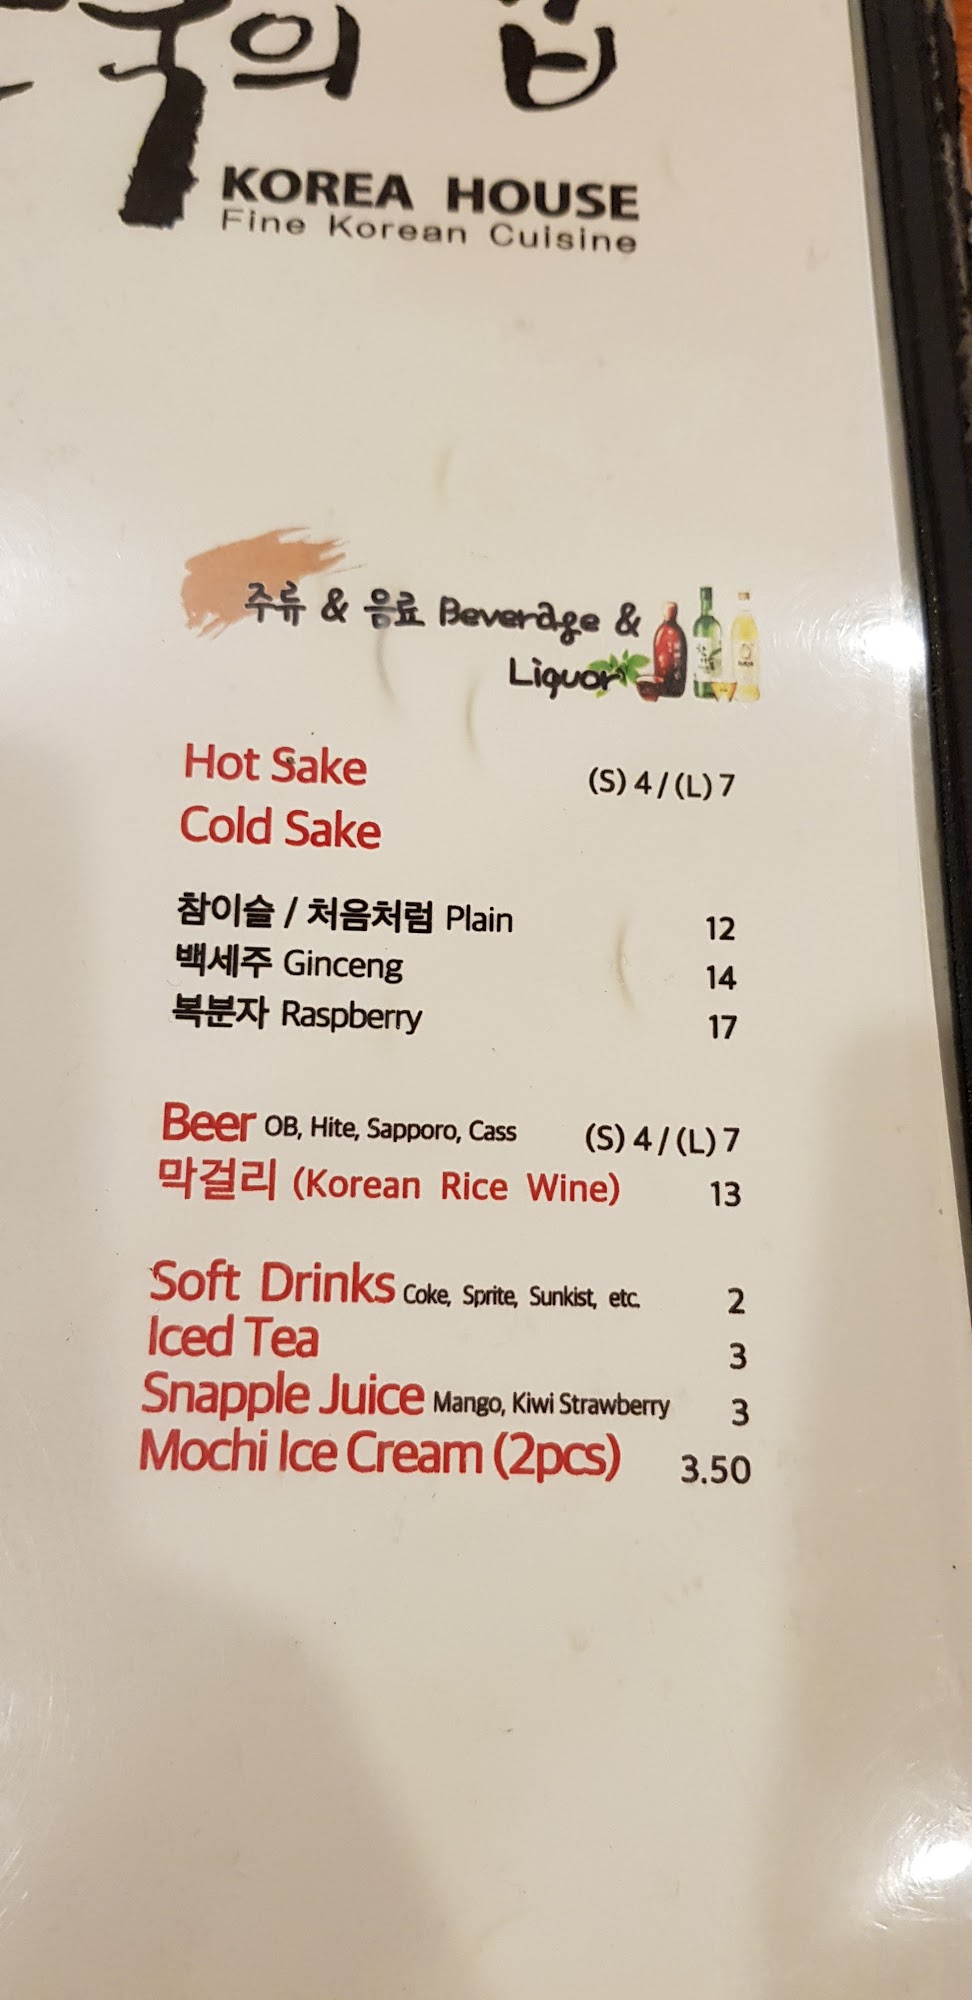 국의 집
KOREA HOUSE
Fine Korean Cuisine
주류 & 음료 Beverage &
Liquor
Hot Sake (S) 4 / (L) 7
Cold Sake
참이슬 / 처음처럼 Plain 12
백세주 Ginceng 14
복분자 Raspberry 17
Beer OB, Hite, Sapporo, Cass (S) 4 / (L) 7
막걸리 (Korean Rice Wine) 13
Soft Drinks Coke, Sprite, Sunkist, etc. 2
Iced Tea 3
Snapple Juice Mango, Kiwi Strawberry 3
Mochi Ice Cream (2pcs) 3.50